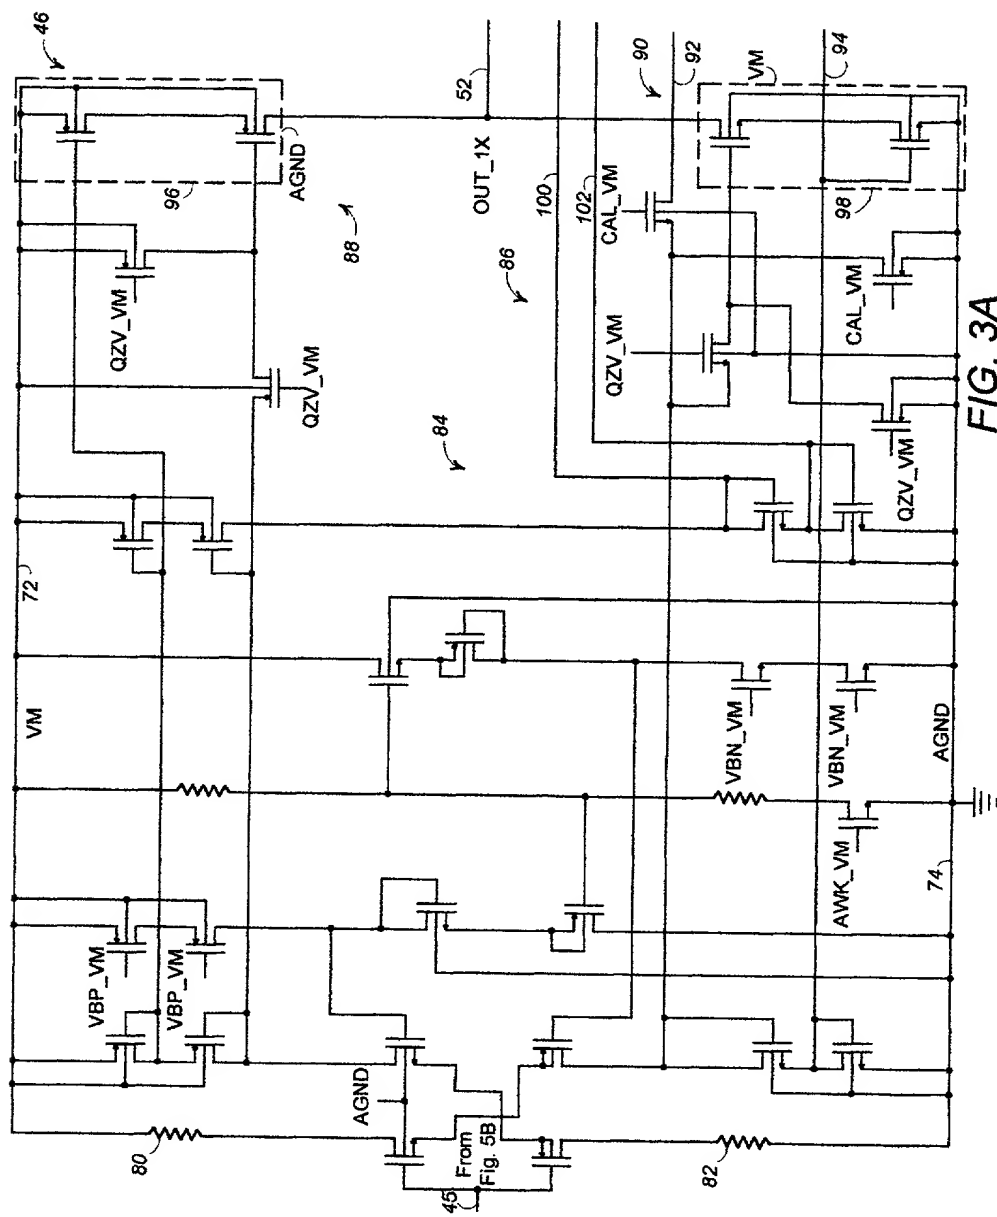 46
96
AGND
QZV_VM
88
QZV_VM
52
OUT_1X
100
102
CAL_VM
90
92
VM
94
98
86
QZV_VM
CAL_VM
84
QZV_VM
72
VM
VBN_VM
VBN_VM
AGND
VBP_VM
VBP_VM
AWK_VM
74
AGND
80
From
Fig. 5B
45
82
FIG. 3A